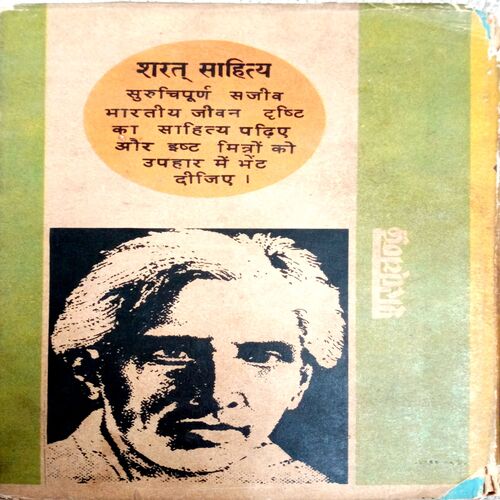 शरत् साहित्य
सुरुचिपूर्ण सजीव
भारतीय जीवन दृष्टि
का साहित्य पढ़िए
और इष्ट मित्रों को
उपहार में भेंट
दीजिए ।